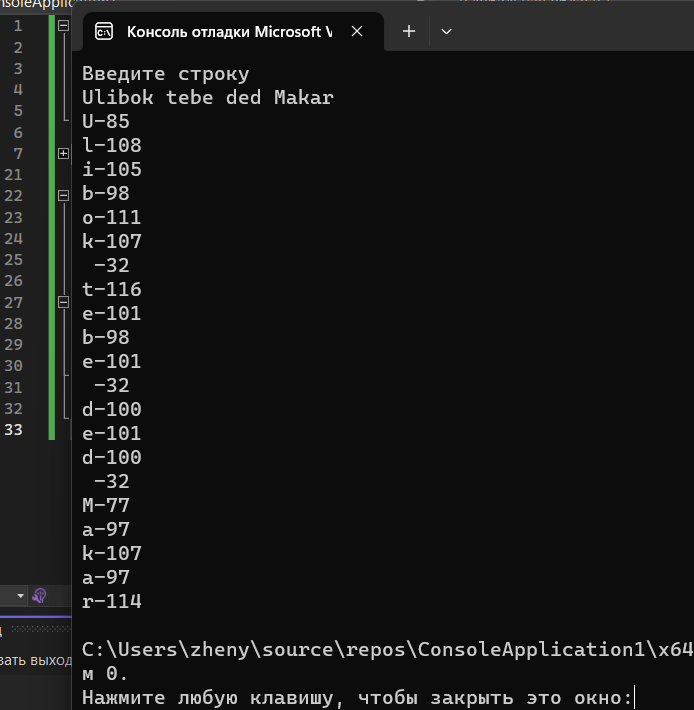 Консоль отладки Microsoft V
1
2
3
4
5
6
7
21
22
23
24
25
26
27
28
29
30
31
32
33
Введите строку
Ulibok tebe ded Makar
U-85
l-108
i-105
b-98
o-111
k-107
 -32
t-116
e-101
b-98
e-101
 -32
d-100
e-101
d-100
 -32
M-77
a-97
k-107
a-97
r-114
C:\Users\zheny\source\repos\ConsoleApplication1\x64
м 0.
Нажмите любую клавишу, чтобы закрыть это окно: